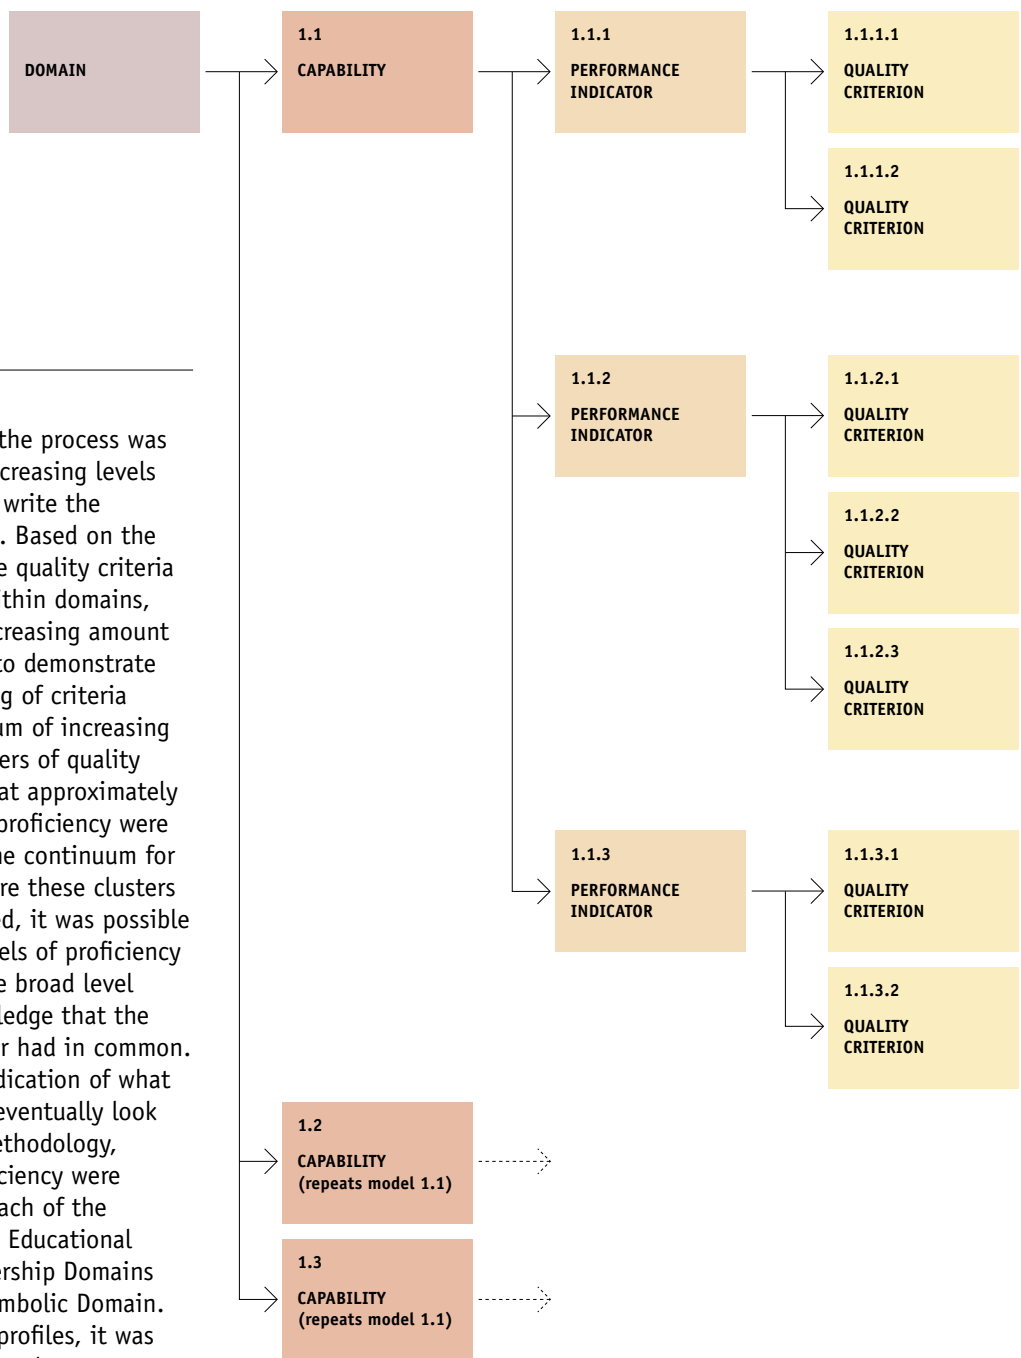 DOMAIN
1.1
CAPABILITY
1.1.1
PERFORMANCE
INDICATOR
1.1.1.1
QUALITY
CRITERION
1.1.1.2
QUALITY
CRITERION
1.1.2
PERFORMANCE
INDICATOR
1.1.2.1
QUALITY
CRITERION
1.1.2.2
QUALITY
CRITERION
1.1.2.3
QUALITY
CRITERION
1.1.3
PERFORMANCE
INDICATOR
1.1.3.1
QUALITY
CRITERION
1.1.3.2
QUALITY
CRITERION
1.2
CAPABILITY
(repeats model 1.1)
1.3
CAPABILITY
(repeats model 1.1)
the process was
creasing levels
write the
. Based on the
e quality criteria
ithin domains,
creasing amount
to demonstrate
g of criteria
um of increasing
ers of quality
at approximately
proficiency were
ne continuum for
re these clusters
ed, it was possible
els of proficiency
e broad level
ledge that the
r had in common.
dication of what
eventually look
ethodology,
ciency were
ach of the
Educational
ership Domains
mbolic Domain.
profiles, it was